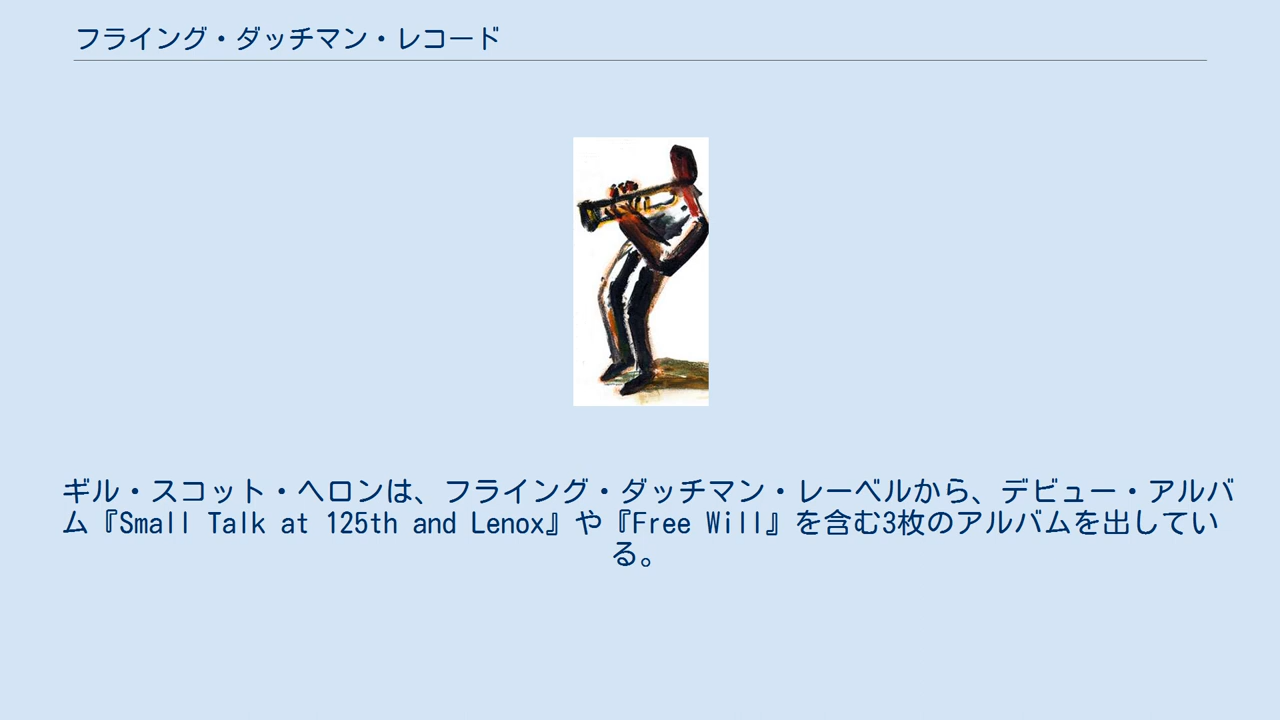 フライング・ダッチマン・レコード
ギル・スコット・ヘロンは、フライング・ダッチマン・レーベルから、デビュー・アルバ
ム『Small Talk at 125th and Lenox』や『Free Will』を含む3枚のアルバムを出してい
る。